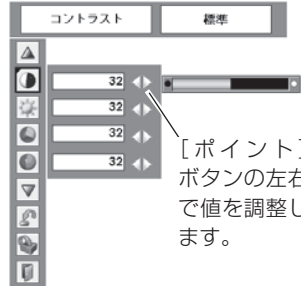 コントラスト 標準
32
32
32
32
[ポイント]
ボタンの左右
で値を調整し
ます。